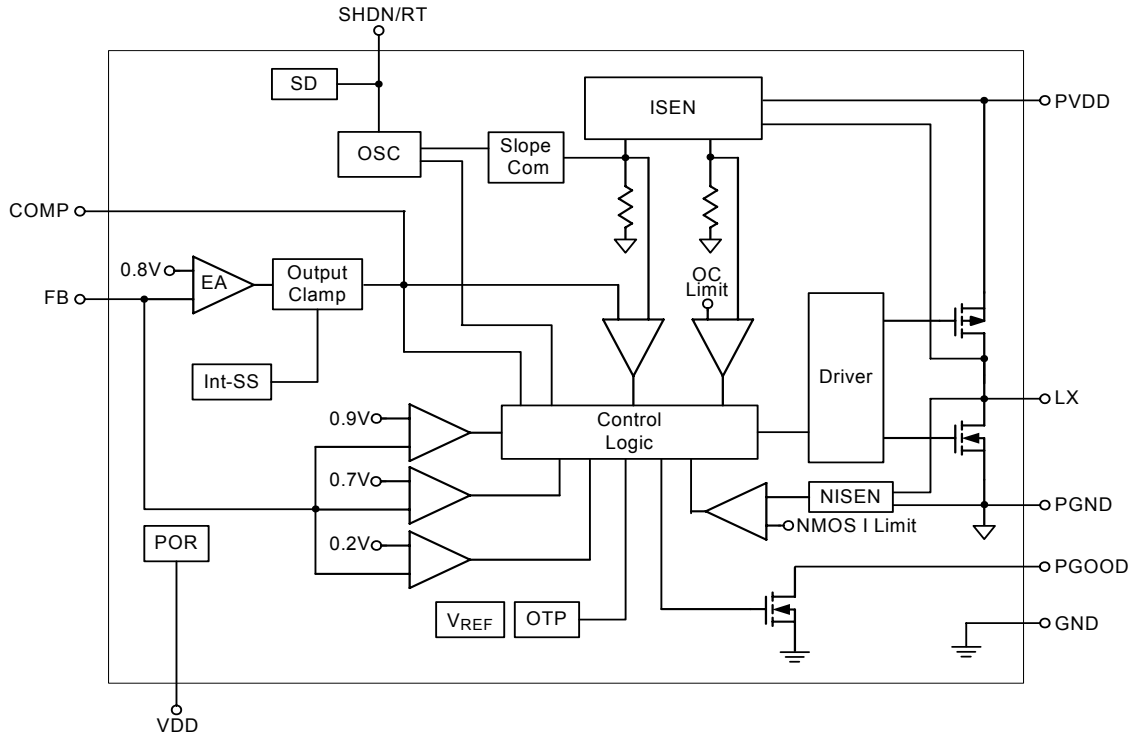 SHDN/RT
SD
ISEN
PVDD
OSC
Slope
Com
COMP
0.8V
EA
Output
Clamp
OC
Limit
FB
Int-SS
Driver
LX
0.9V
Control
Logic
0.7V
NISEN
PGND
NMOS I Limit
POR
0.2V
PGOOD
VREF
OTP
GND
VDD